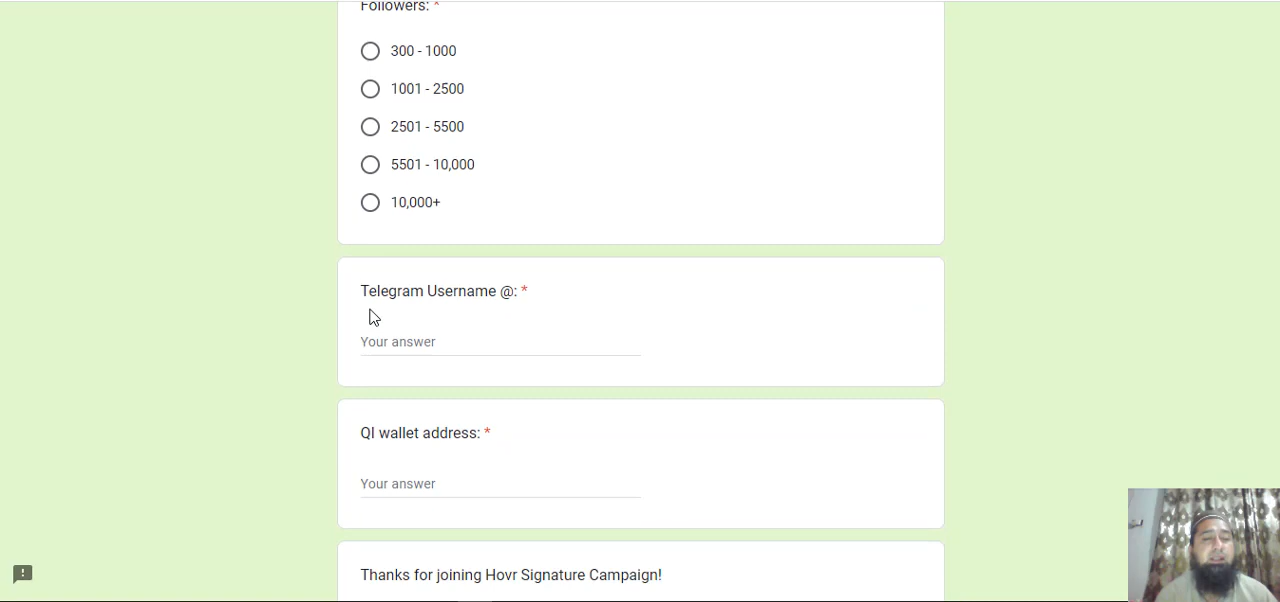 Followers: *
300 - 1000
1001 - 2500
2501 - 5500
5501 - 10,000
10,000+
Telegram Username @: *
Your answer
QI wallet address: *
Your answer
Thanks for joining Hovr Signature Campaign!